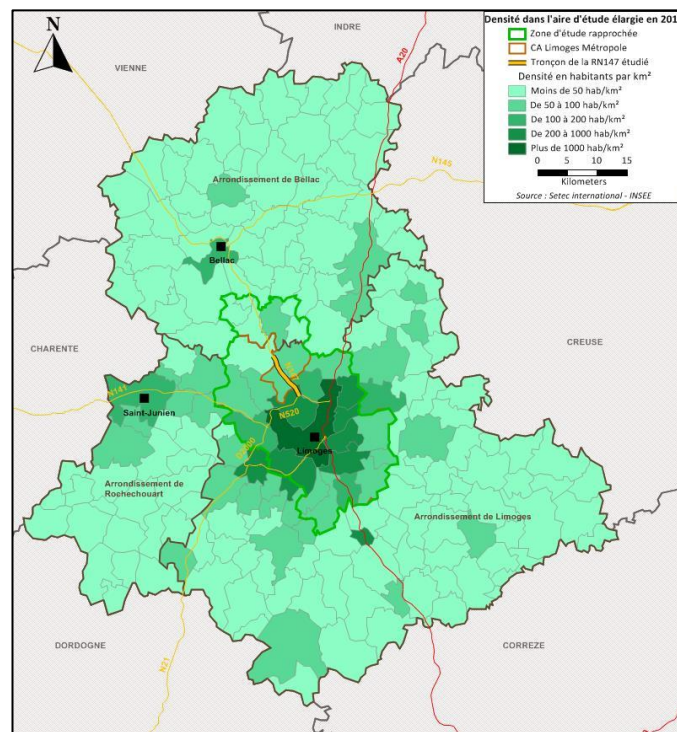 Densité dans l'aire d'étude élargie en 201
Zone d'étude rapprochée
CA Limoges Métropole
Tronçon de la RN147 étudié
Densité en habitants par km²
Moins de 50 hab/km²
De 50 à 100 hab/km²
De 100 à 200 hab/km²
De 200 à 1000 hab/km²
Plus de 1000 hab/km²
0 5 10 15
Kilometers
Source : Setec international - INSEE
N
INDRE
VIENNE
A20
N145
Arrondissement de Bellac
Bellac
CHARENTE
CREUSE
N147
N141
Saint-Junien
N520
Limoges
Arrondissement de
Rochechouart
Arrondissement de Limoges
DORDOGNE
N21
CORREZE